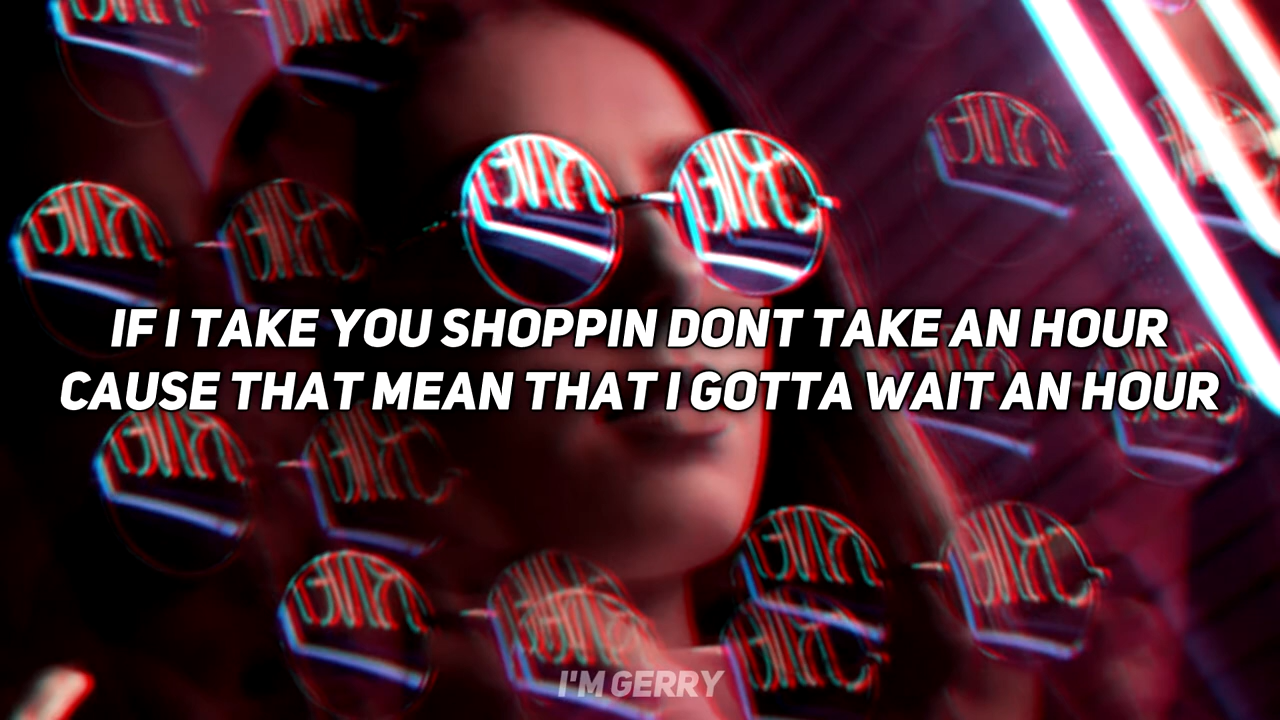 IF I TAKE YOU SHOPPIN DONT TAKE AN HOUR
CAUSE THAT MEAN THAT I GOTTA WAIT AN HOUR
I'M GERRY